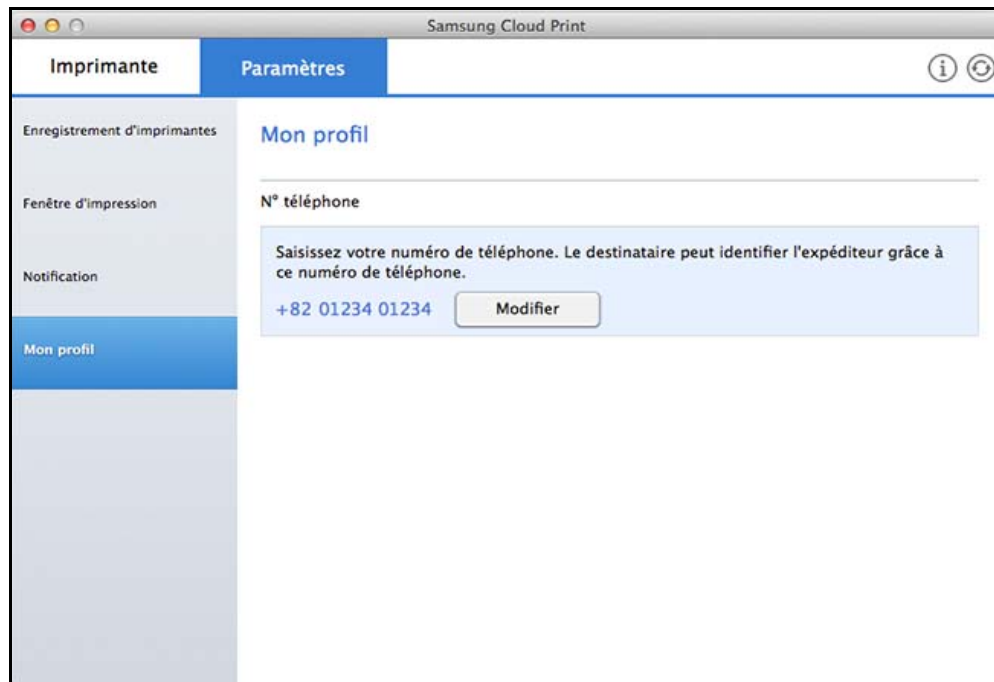 Samsung Cloud Print
Imprimante
Paramètres
Enregistrement d'imprimantes
Fenêtre d'impression
Notification
Mon profil
Mon profil
N° téléphone
Saisissez votre numéro de téléphone. Le destinataire peut identifier l'expéditeur grâce à
ce numéro de téléphone.
+82 01234 01234
Modifier